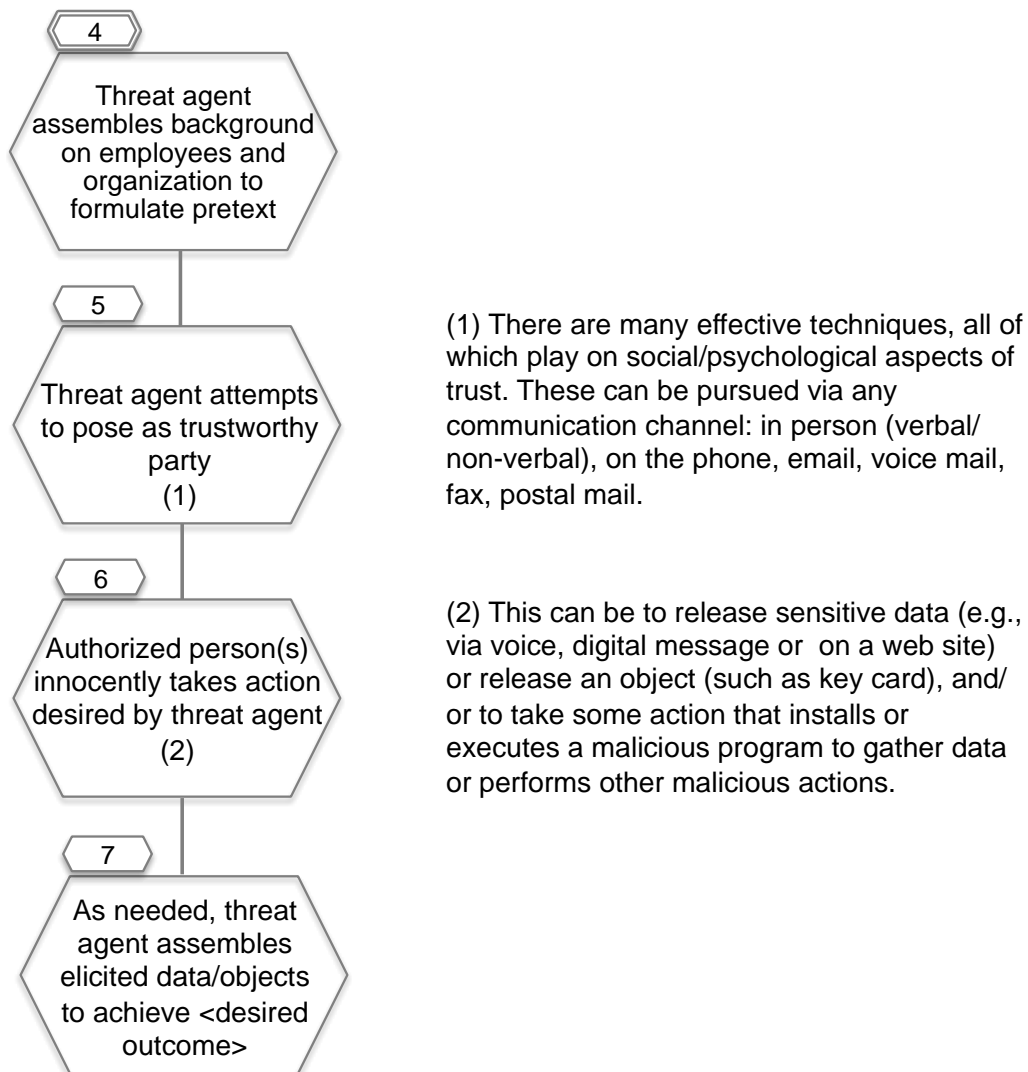 4
Threat agent
assembles background
on employees and
organization to
formulate pretext
5
Threat agent attempts
to pose as trustworthy
party
(1)
(1) There are many effective techniques, all of
which play on social/psychological aspects of
trust. These can be pursued via any
communication channel: in person (verbal/
non-verbal), on the phone, email, voice mail,
fax, postal mail.
6
Authorized person(s)
innocently takes action
desired by threat agent
(2)
(2) This can be to release sensitive data (e.g.,
via voice, digital message or  on a web site)
or release an object (such as key card), and/
or to take some action that installs or
executes a malicious program to gather data
or performs other malicious actions.
7
As needed, threat
agent assembles
elicited data/objects
to achieve <desired
outcome>